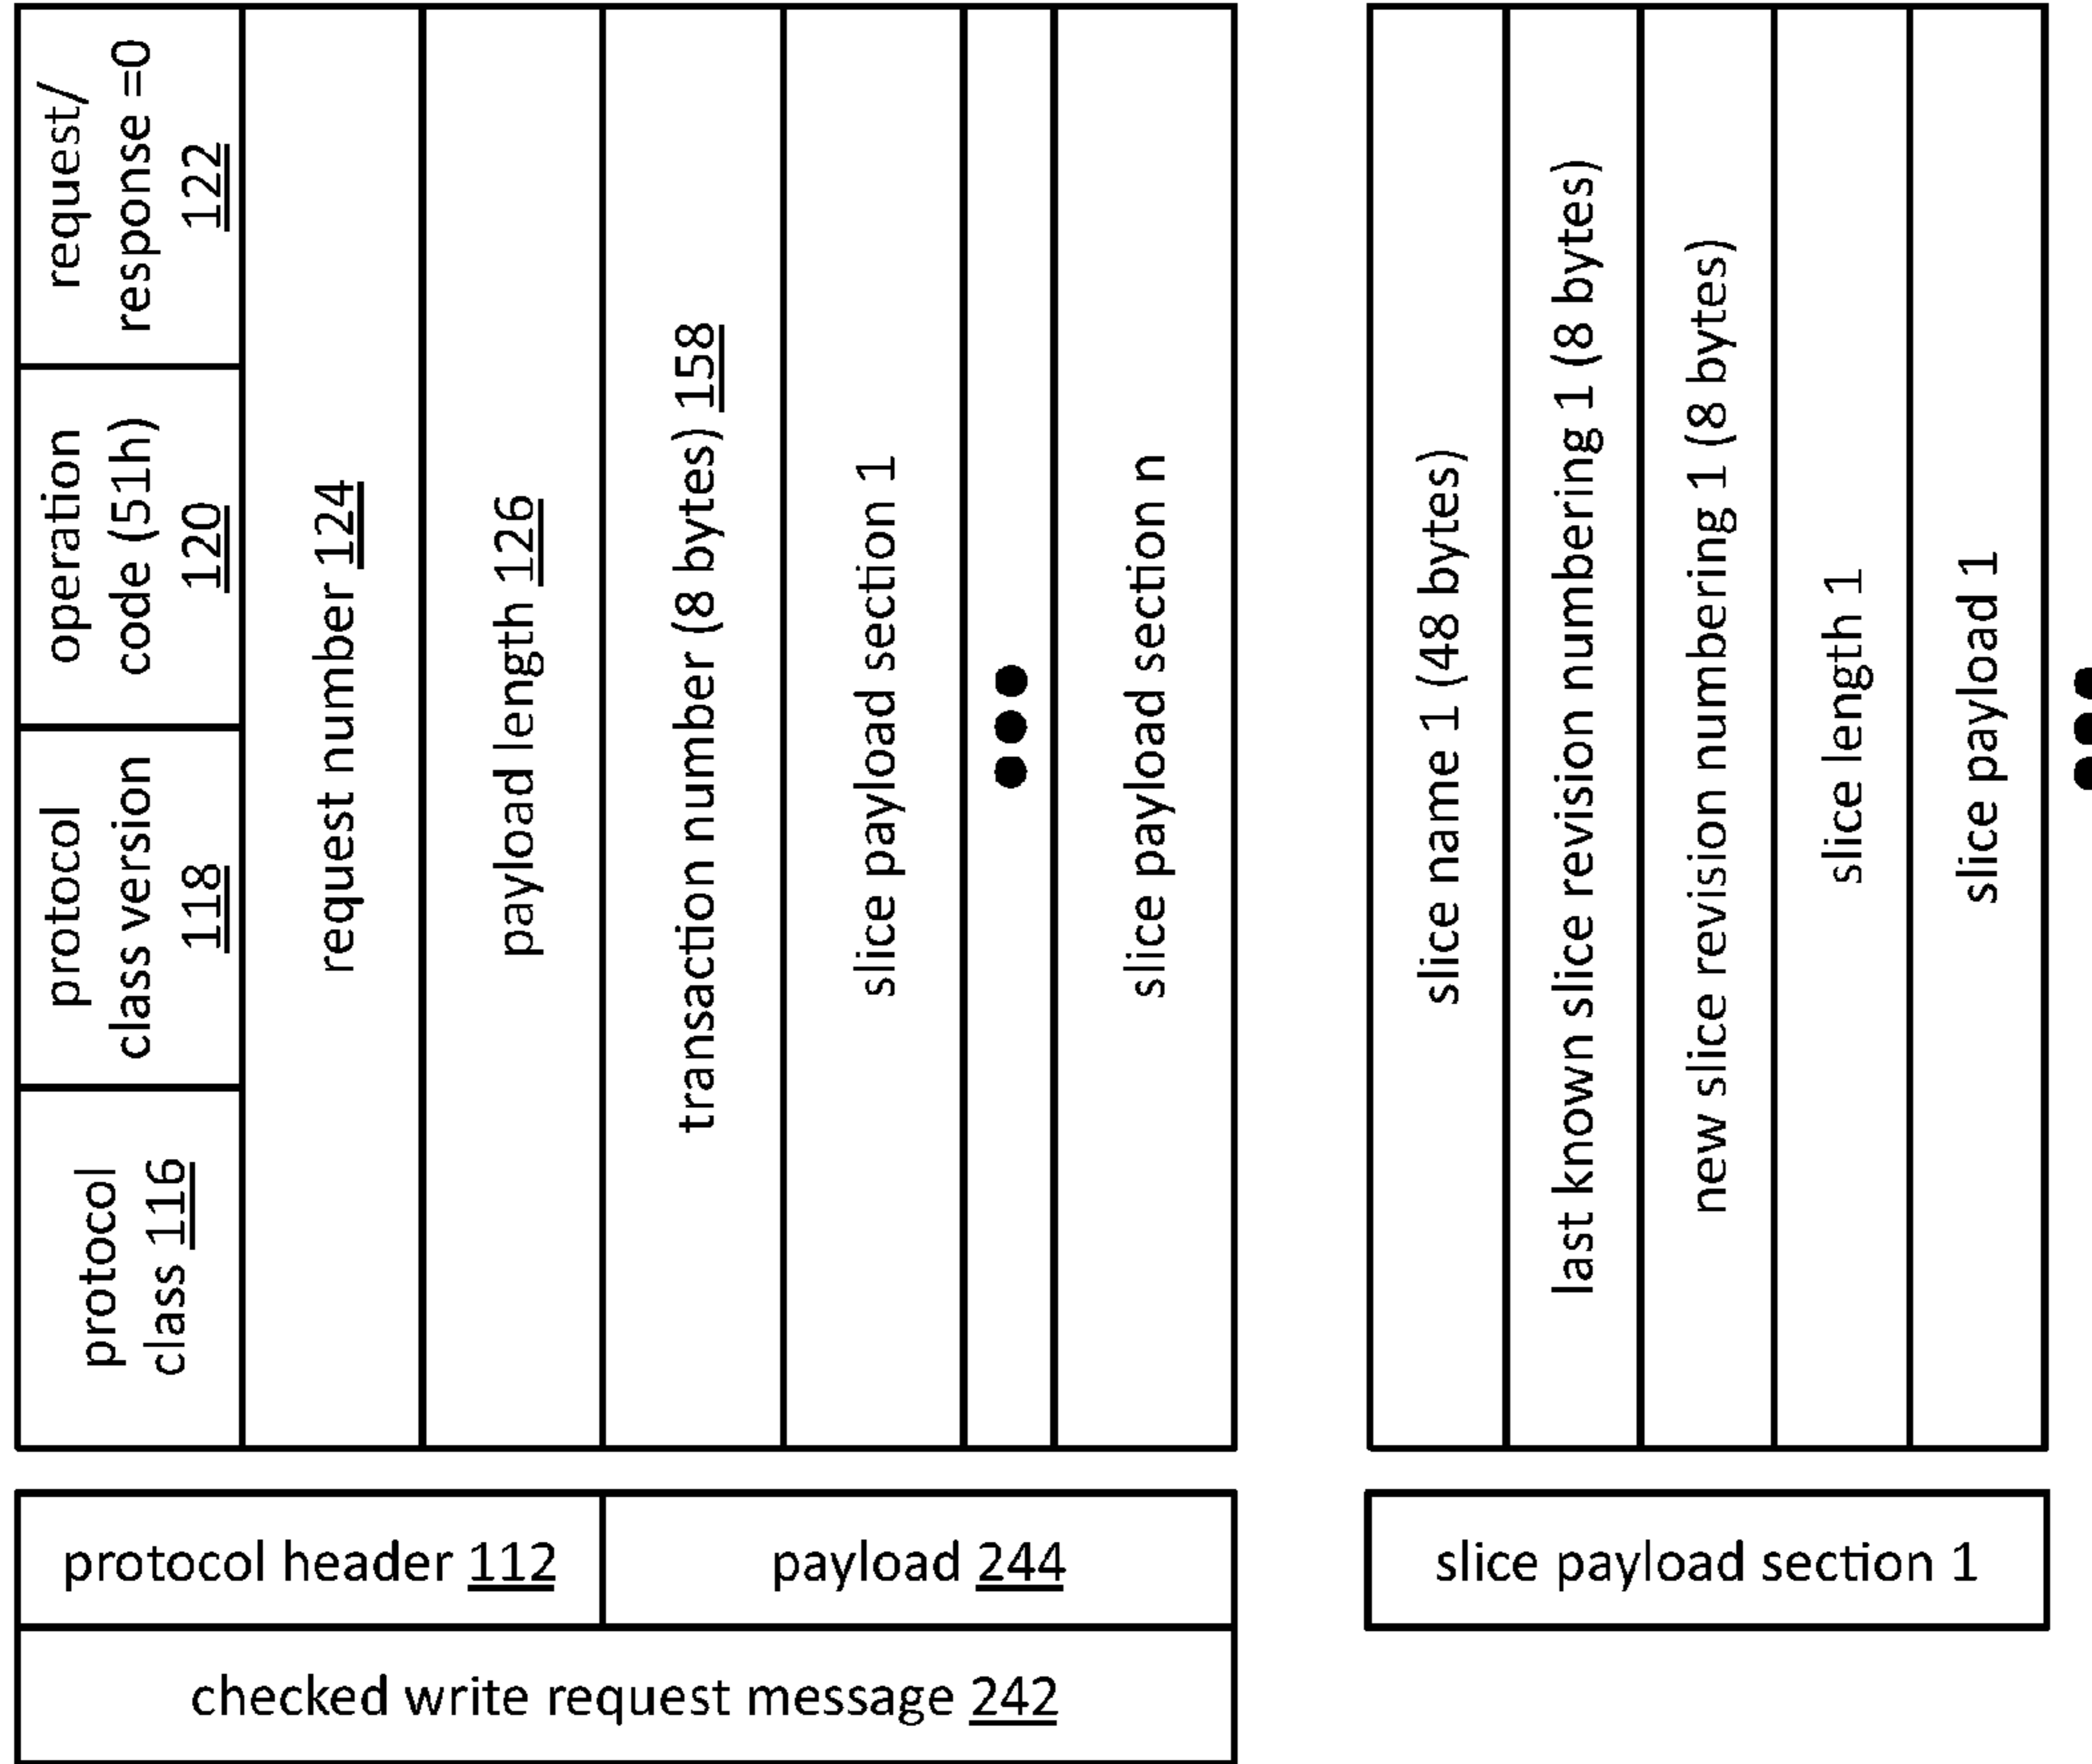 protocol
class 116
protocol
class version
118
operation
code (51h)
120
request/
response =0
122
request number 124
payload length 126
transaction number (8 bytes) 158
slice payload section 1
slice payload section n
protocol header 112
payload 244
checked write request message 242
slice name 1 (48 bytes)
last known slice revision numbering 1 (8 bytes)
new slice revision numbering 1 (8 bytes)
slice length 1
slice payload 1
slice payload section 1